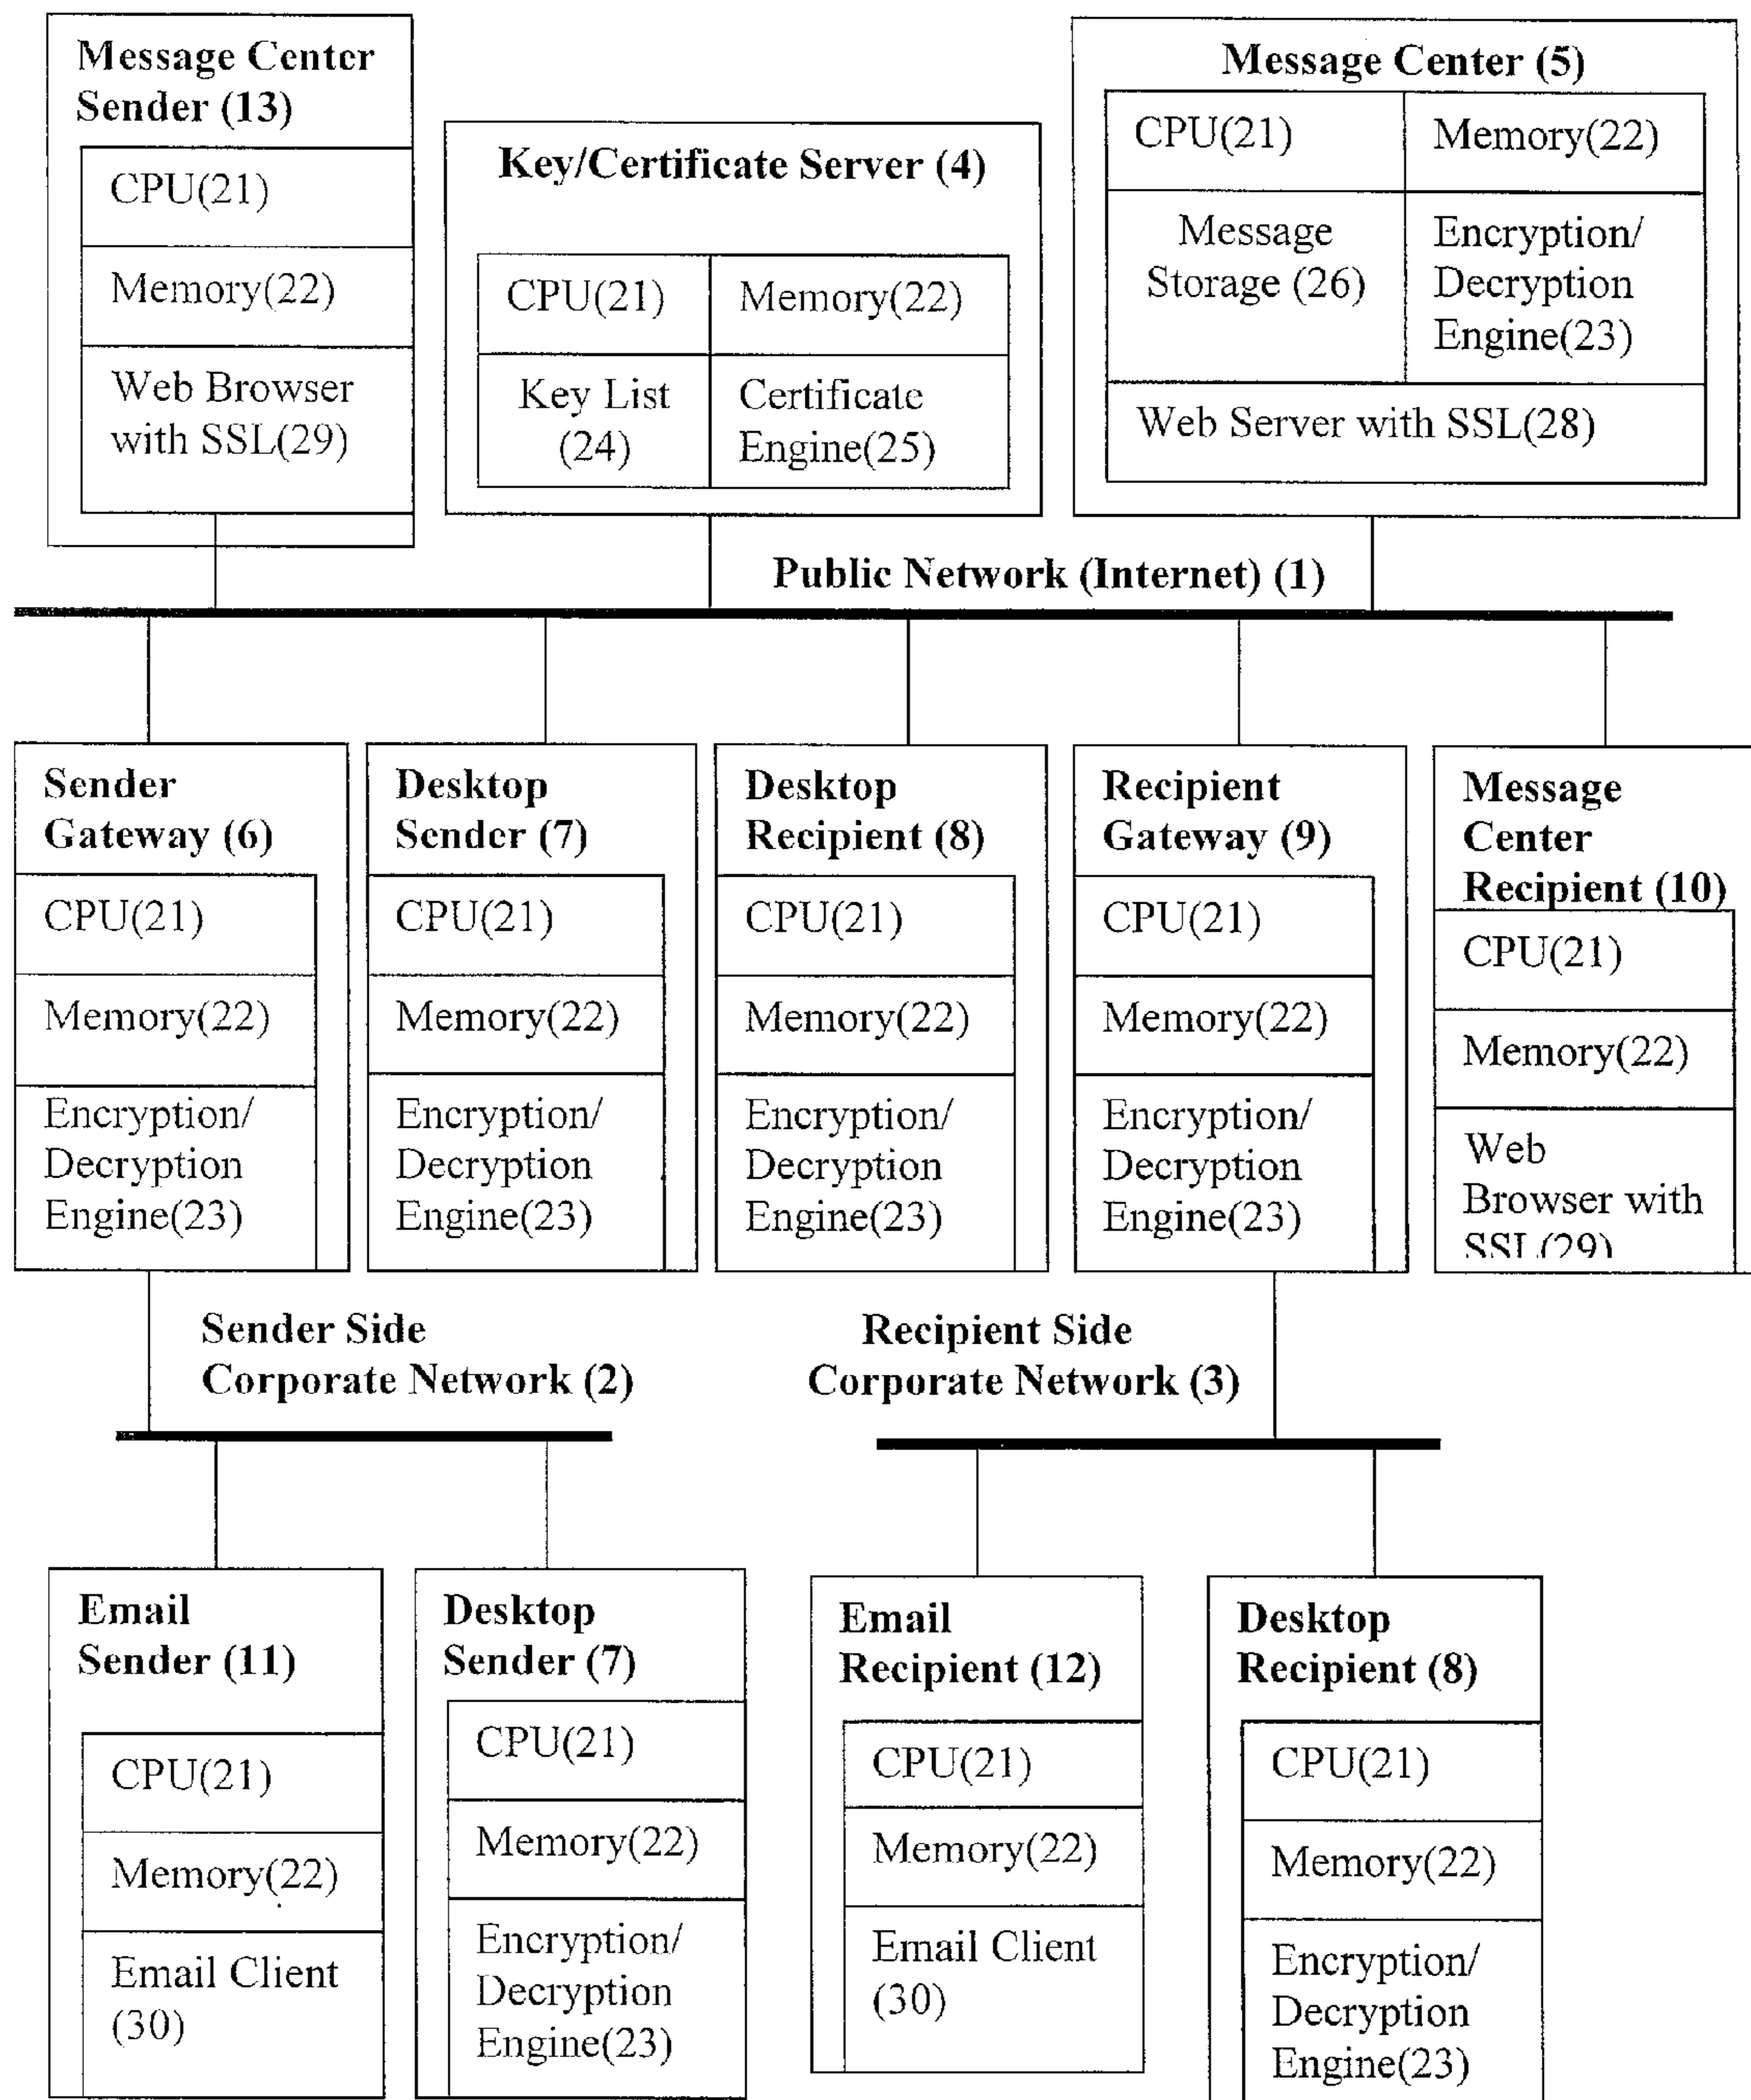 Message Center
Sender (13)
CPU(21)
Memory(22)
Web Browser
with SSL(29)
Key/Certificate Server (4)
CPU(21)
Memory(22)
Key List
(24)
Certificate
Engine(25)
Message Center (5)
CPU(21)
Memory(22)
Message
Storage (26)
Encryption/
Decryption
Engine(23)
Web Server with SSL(28)
Public Network (Internet) (1)
Sender
Gateway (6)
CPU(21)
Memory(22)
Encryption/
Decryption
Engine(23)
Desktop
Sender (7)
CPU(21)
Memory(22)
Encryption/
Decryption
Engine(23)
Desktop
Recipient (8)
CPU(21)
Memory(22)
Encryption/
Decryption
Engine(23)
Recipient
Gateway (9)
CPU(21)
Memory(22)
Encryption/
Decryption
Engine(23)
Message
Center
Recipient (10)
CPU(21)
Memory(22)
Web
Browser with
SSL(29)
Sender Side
Corporate Network (2)
Recipient Side
Corporate Network (3)
Email
Sender (11)
CPU(21)
Memory(22)
Email Client
(30)
Desktop
Sender (7)
CPU(21)
Memory(22)
Encryption/
Decryption
Engine(23)
Email
Recipient (12)
CPU(21)
Memory(22)
Email Client
(30)
Desktop
Recipient (8)
CPU(21)
Memory(22)
Encryption/
Decryption
Engine(23)